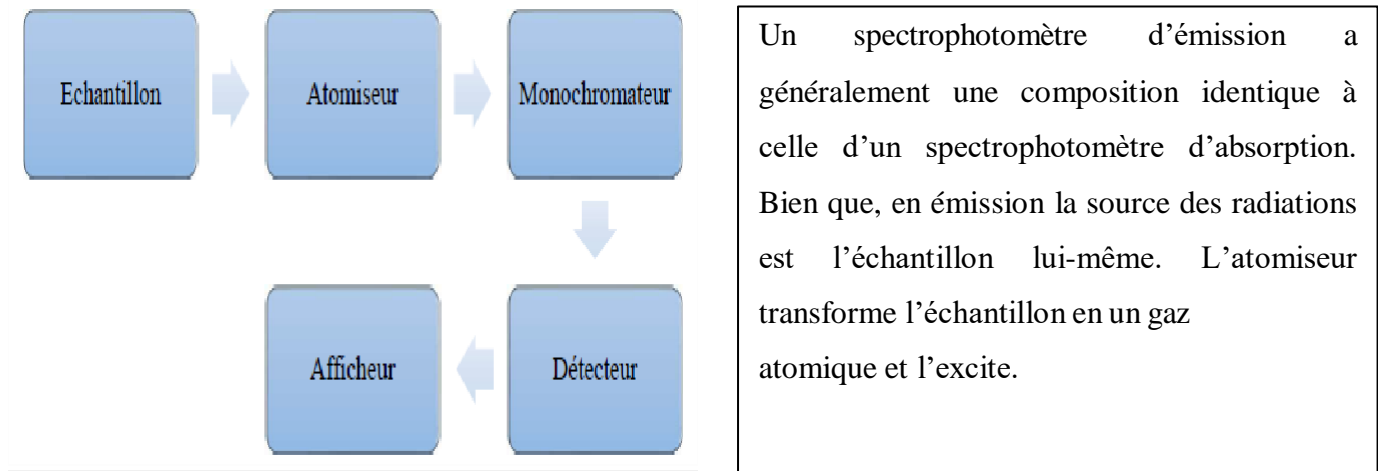 Echantillon
Atomiseur
Monochromateur
Détecteur
Afficheur
Un spectrophotomètre d’émission a
généralement une composition identique à
celle d’un spectrophotomètre d’absorption.
Bien que, en émission la source des radiations
est l’échantillon lui-même. L’atomiseur
transforme l’échantillon en un gaz
atomique et l’excite.